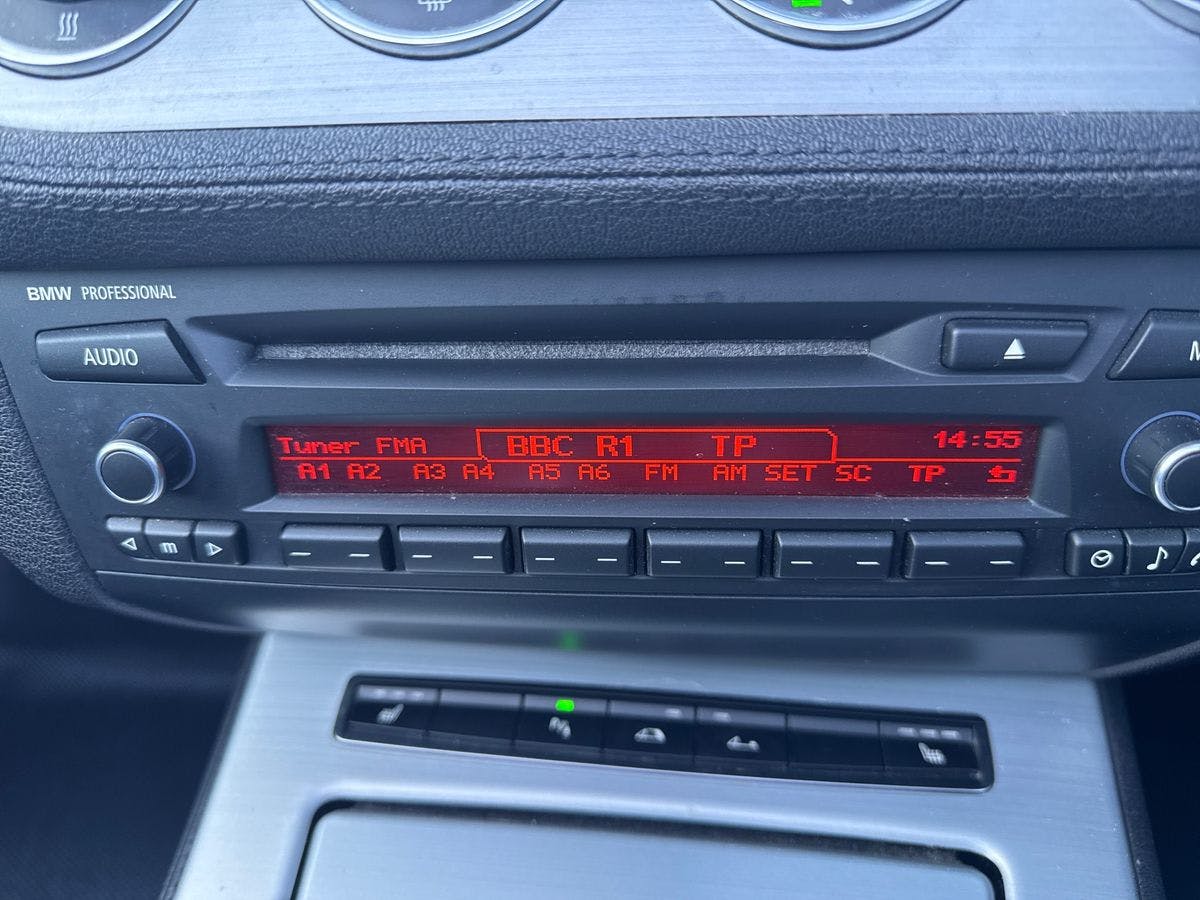 BMW PROFESSIONAL
AUDIO
M
Tuner FMA BBC R1 TP 14:55
A1 A2 A3 A4 A5 A6 FM AM SET SC TP
m